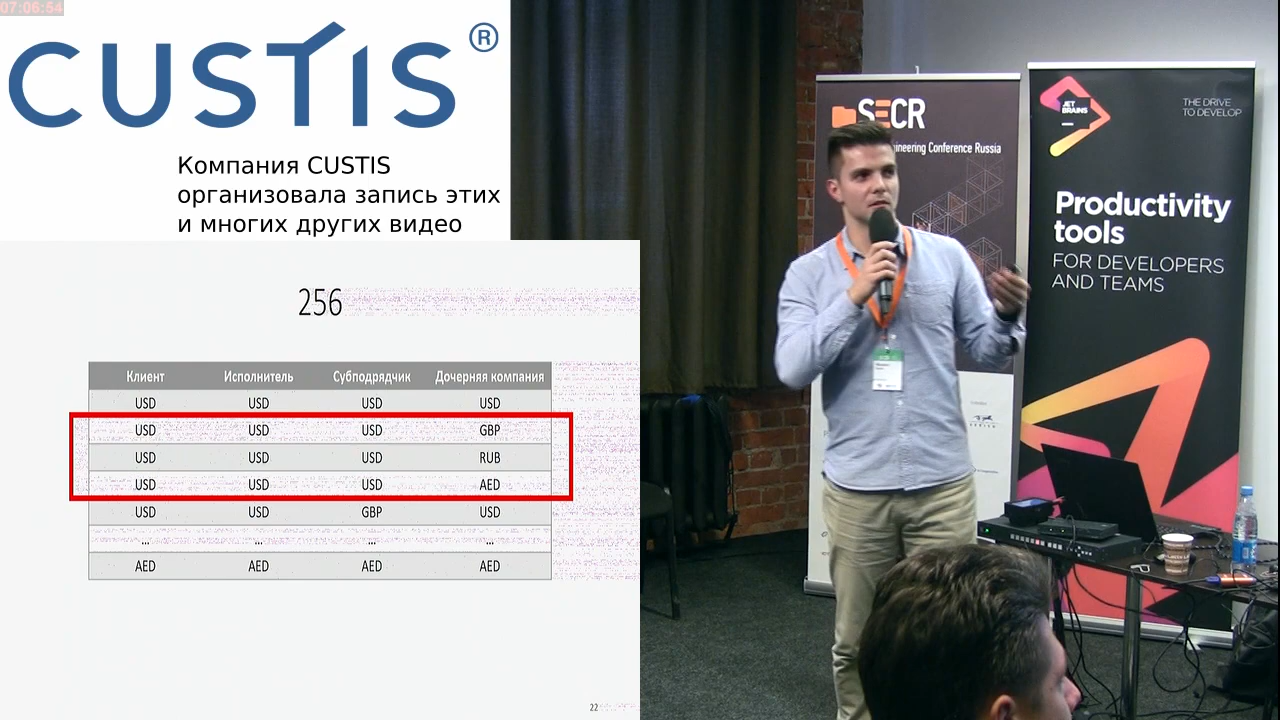 07:06:54
CUSTIS®
Компания CUSTIS
организовала запись этих
и многих других видео
256
Клиент Исполнитель Субподрядчик Дочерняя компания
USD USD USD USD
USD USD USD GBP
USD USD USD RUB
USD USD USD AED
USD USD GBP USD
... ... ... ...
AED AED AED AED
22
SECR
ineering Conference Russia
JET
BRAINS
THE DRIVE
TO DEVELOP
Productivity
tools
FOR DEVELOPERS
AND TEAMS